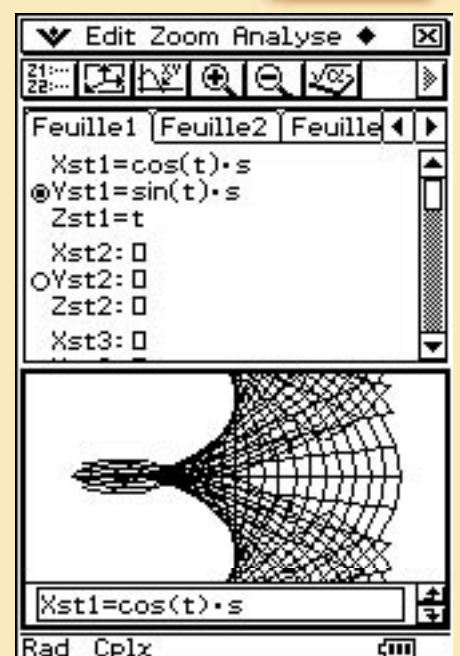 Edit Zoom Analyse ◆
Feuille1 Feuille2 Feuille
Xst1=cos(t)·s
Yst1=sin(t)·s
Zst1=t
Xst2:□
Yst2:□
Zst2:□
Xst3:□
Xst1=cos(t)·s
Rad Cplx